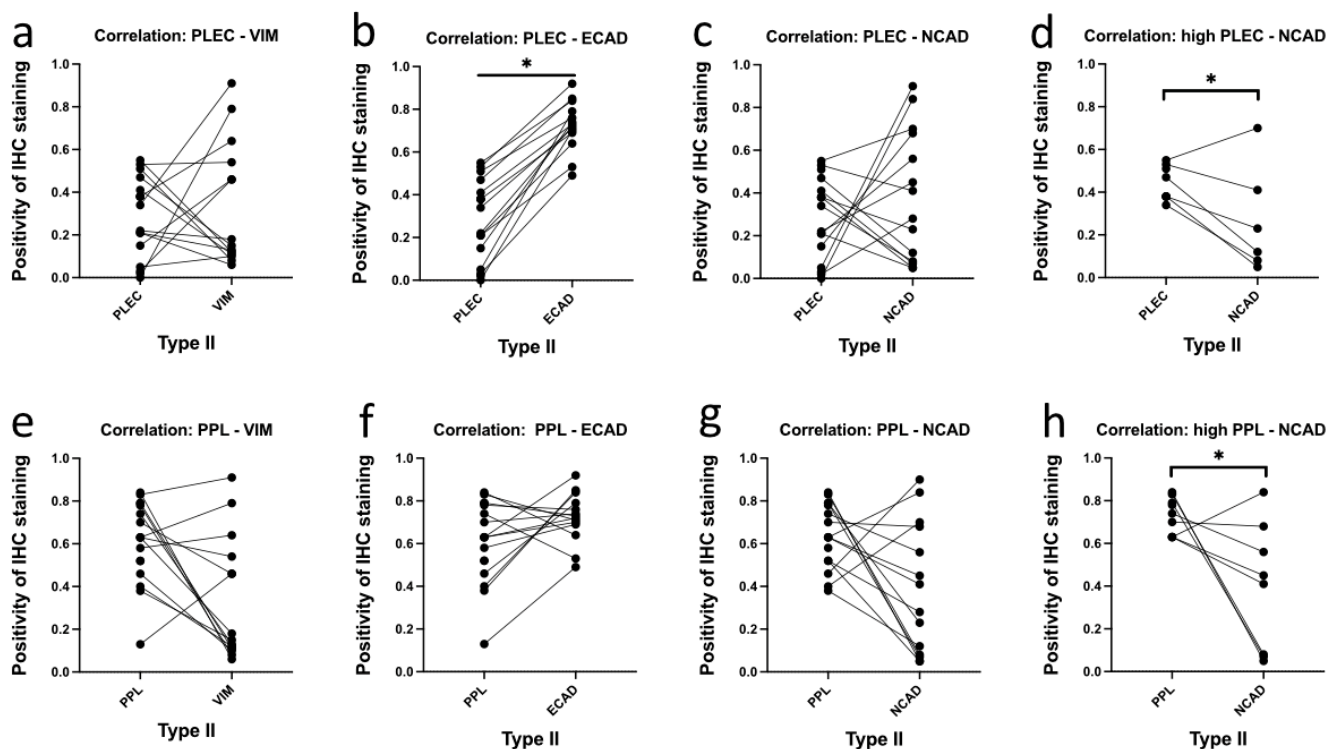 a
Correlation: PLEC - VIM
Positivity of IHC staining
1.0
0.8
0.6
0.4
0.2
0.0
PLEC
VIM
Type II
b
Correlation: PLEC - ECAD
*
Positivity of IHC staining
1.0
0.8
0.6
0.4
0.2
0.0
PLEC
ECAD
Type II
c
Correlation: PLEC - NCAD
Positivity of IHC staining
1.0
0.8
0.6
0.4
0.2
0.0
PLEC
NCAD
Type II
d
Correlation: high PLEC - NCAD
*
Positivity of IHC staining
1.0
0.8
0.6
0.4
0.2
0.0
PLEC
NCAD
Type II
e
Correlation: PPL - VIM
Positivity of IHC staining
1.0
0.8
0.6
0.4
0.2
0.0
PPL
VIM
Type II
f
Correlation: PPL - ECAD
Positivity of IHC staining
1.0
0.8
0.6
0.4
0.2
0.0
PPL
ECAD
Type II
g
Correlation: PPL - NCAD
Positivity of IHC staining
1.0
0.8
0.6
0.4
0.2
0.0
PPL
NCAD
Type II
h
Correlation: high PPL - NCAD
*
Positivity of IHC staining
1.0
0.8
0.6
0.4
0.2
0.0
PPL
NCAD
Type II